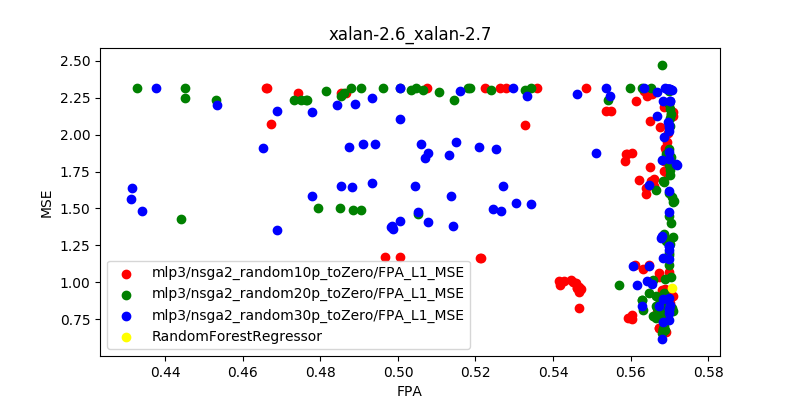 xalan-2.6_xalan-2.7
MSE
2.50
2.25
2.00
1.75
1.50
1.25
1.00
0.75
mlp3/nsga2_random10p_toZero/FPA_L1_MSE
mlp3/nsga2_random20p_toZero/FPA_L1_MSE
mlp3/nsga2_random30p_toZero/FPA_L1_MSE
RandomForestRegressor
0.44 0.46 0.48 0.50 0.52 0.54 0.56 0.58
FPA